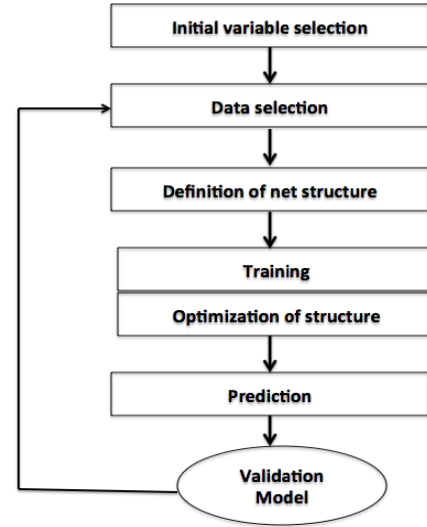 Initial variable selection
Data selection
Definition of net structure
Training
Optimization of structure
Prediction
Validation
Model